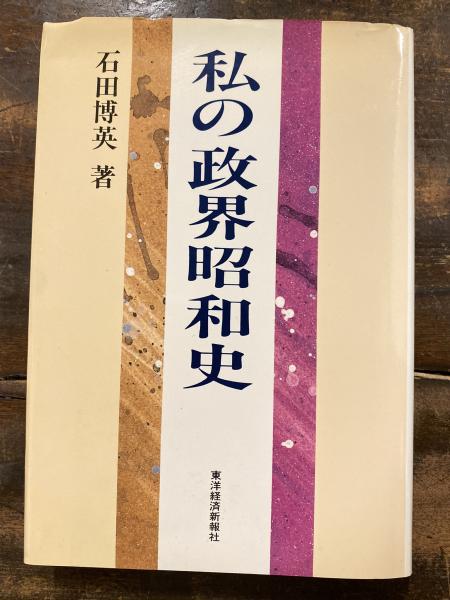 私の政界昭和史
石田博英 著
東洋経済新報社